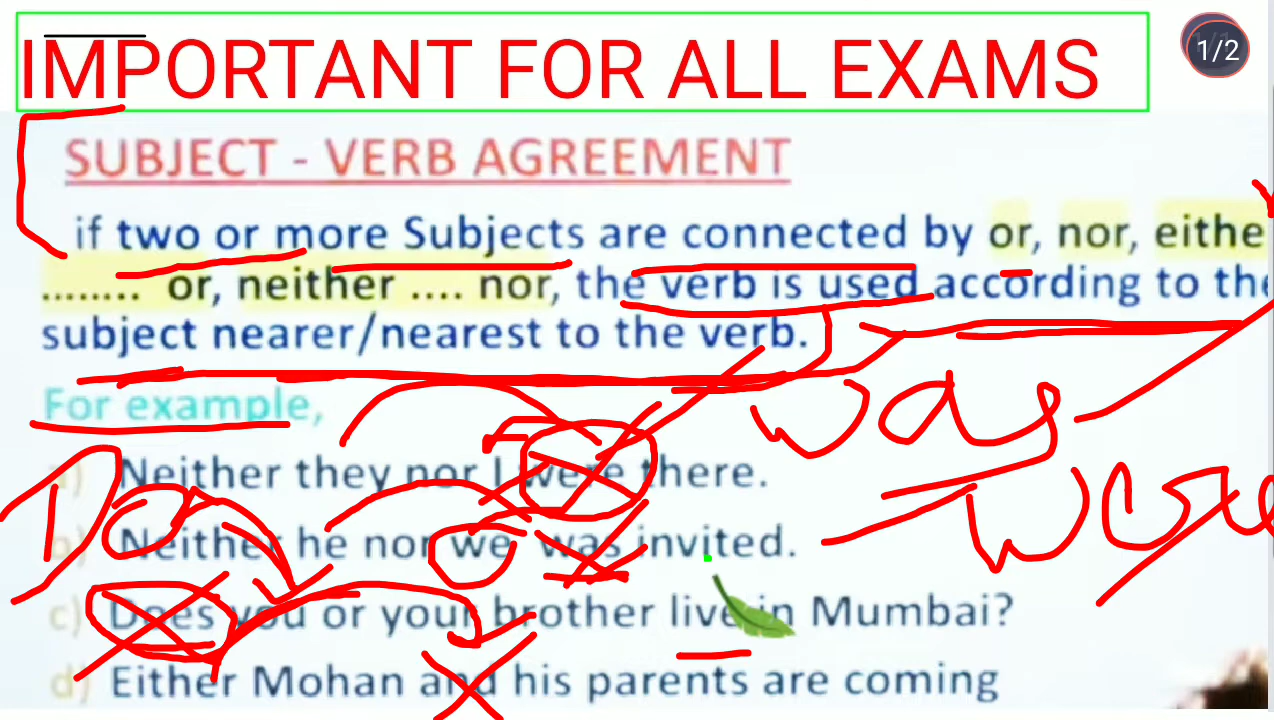 IMPORTANT FOR ALL EXAMS
1/2
SUBJECT - VERB AGREEMENT
if two or more Subjects are connected by or, nor, eithe
........ or, neither .... nor, the verb is used according to the
subject nearer/nearest to the verb.
For example,
was
a) Neither they nor I were there.
were
b) Neither he nor we was invited.
Do
c) Does you or your brother live in Mumbai?
d) Either Mohan and his parents are coming